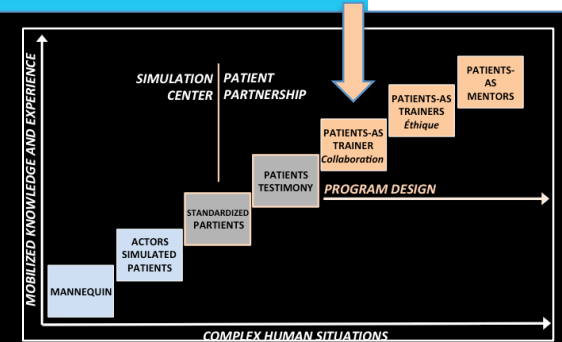 MOBILIZED KNOWLEDGE AND EXPERIENCE
SIMULATION
CENTER
PATIENT
PARTNERSHIP
PATIENTS-
AS
MENTORS
PATIENTS-AS
TRAINERS
Éthique
PATIENTS-AS
TRAINER
Collaboration
PATIENTS
TESTIMONY
PROGRAM DESIGN
STANDARDIZED
PARTIENTS
ACTORS
SIMULATED
PATIENTS
MANNEQUIN
COMPLEX HUMAN SITUATIONS